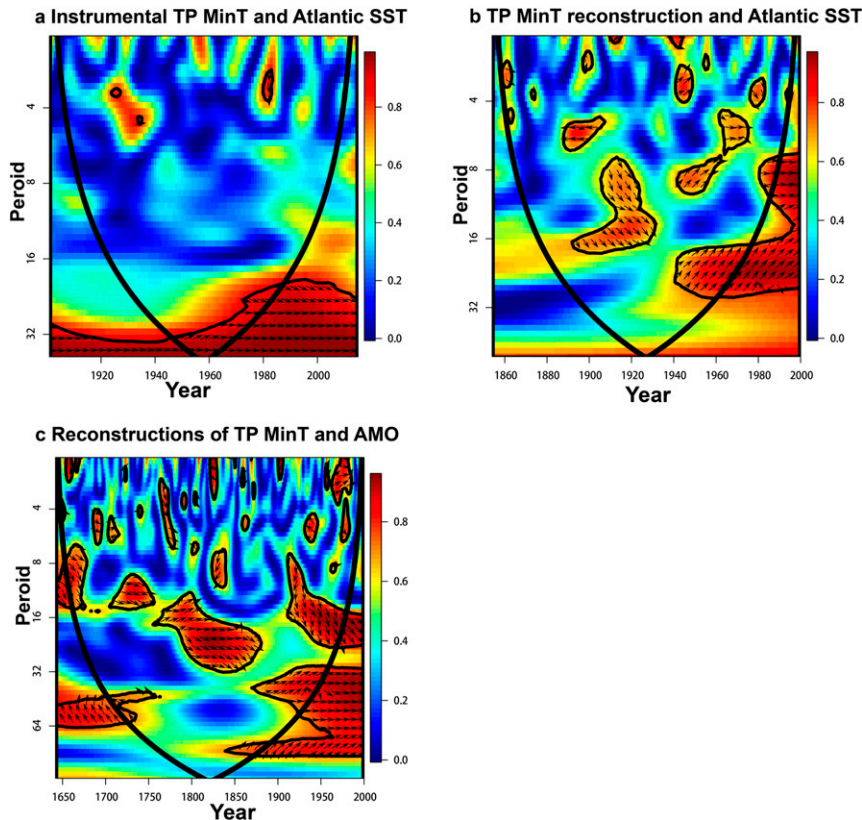 a Instrumental TP MinT and Atlantic SST
Peroid
4
8
16
32
1920 1940 1960 1980 2000
Year
0.8
0.6
0.4
0.2
0.0
b TP MinT reconstruction and Atlantic SST
Peroid
4
8
16
32
1860 1880 1900 1920 1940 1960 1980 2000
Year
0.8
0.6
0.4
0.2
0.0
c Reconstructions of TP MinT and AMO
Peroid
4
8
16
32
64
1650 1700 1750 1800 1850 1900 1950 2000
Year
0.8
0.6
0.4
0.2
0.0